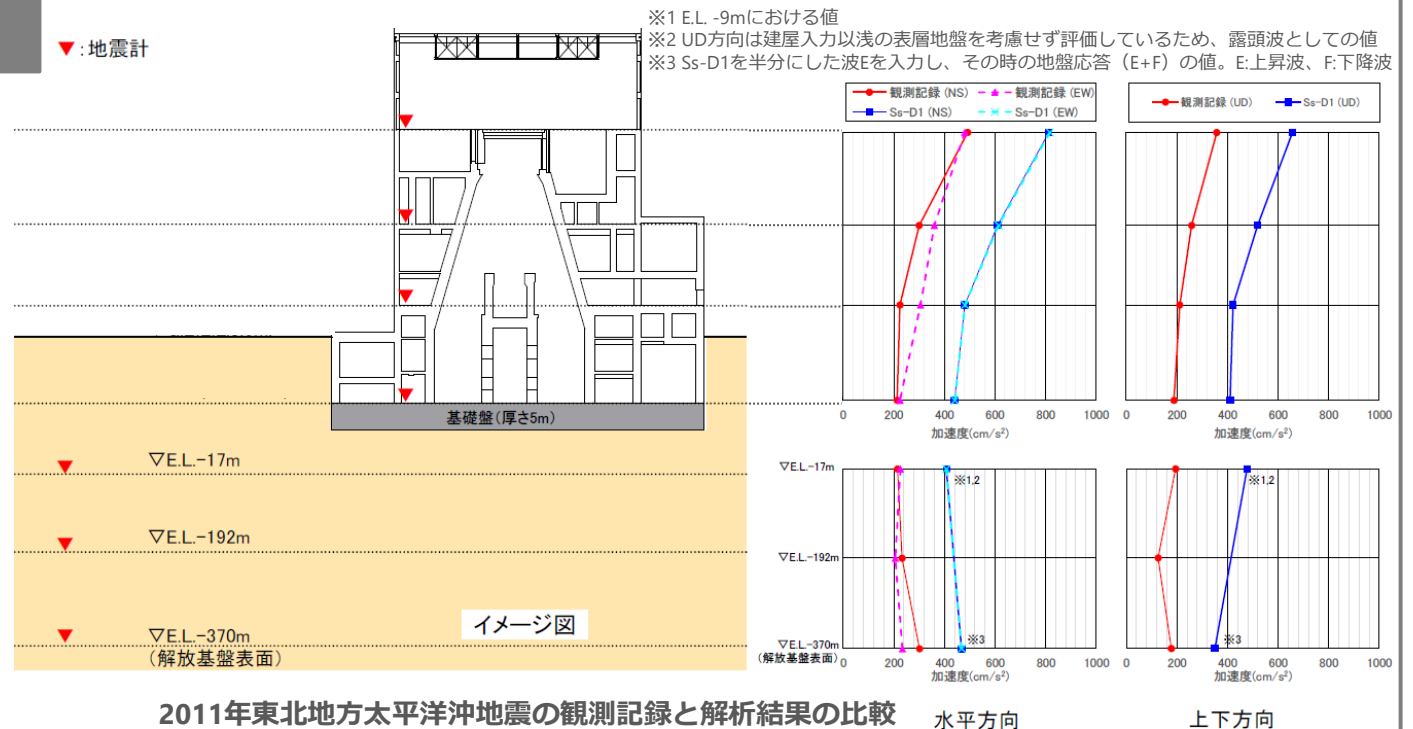 ※1 E.L. -9mにおける値
※2 UD方向は建屋入力以浅の表層地盤を考慮せず評価しているため、露頭波としての値
※3 Ss-D1を半分にした波Eを入力し、その時の地盤応答（E+F）の値。E:上昇波、F:下降波
▼:地震計
観測記録(NS) 観測記録(EW)
Ss-D1(NS) Ss-D1(EW)
観測記録(UD) Ss-D1(UD)
基礎盤(厚さ5m)
0 200 400 600 800 1000
加速度(cm/s²)
0 200 400 600 800 1000
加速度(cm/s²)
▽E.L.-17m
▽E.L.-192m
▽E.L.-370m
(解放基盤表面)
イメージ図
▽E.L.-17m
▽E.L.-192m
▽E.L.-370m
(解放基盤表面)
※1,2
※3
0 200 400 600 800 1000
加速度(cm/s²)
※1,2
※3
0 200 400 600 800 1000
加速度(cm/s²)
2011年東北地方太平洋沖地震の観測記録と解析結果の比較
水平方向
上下方向